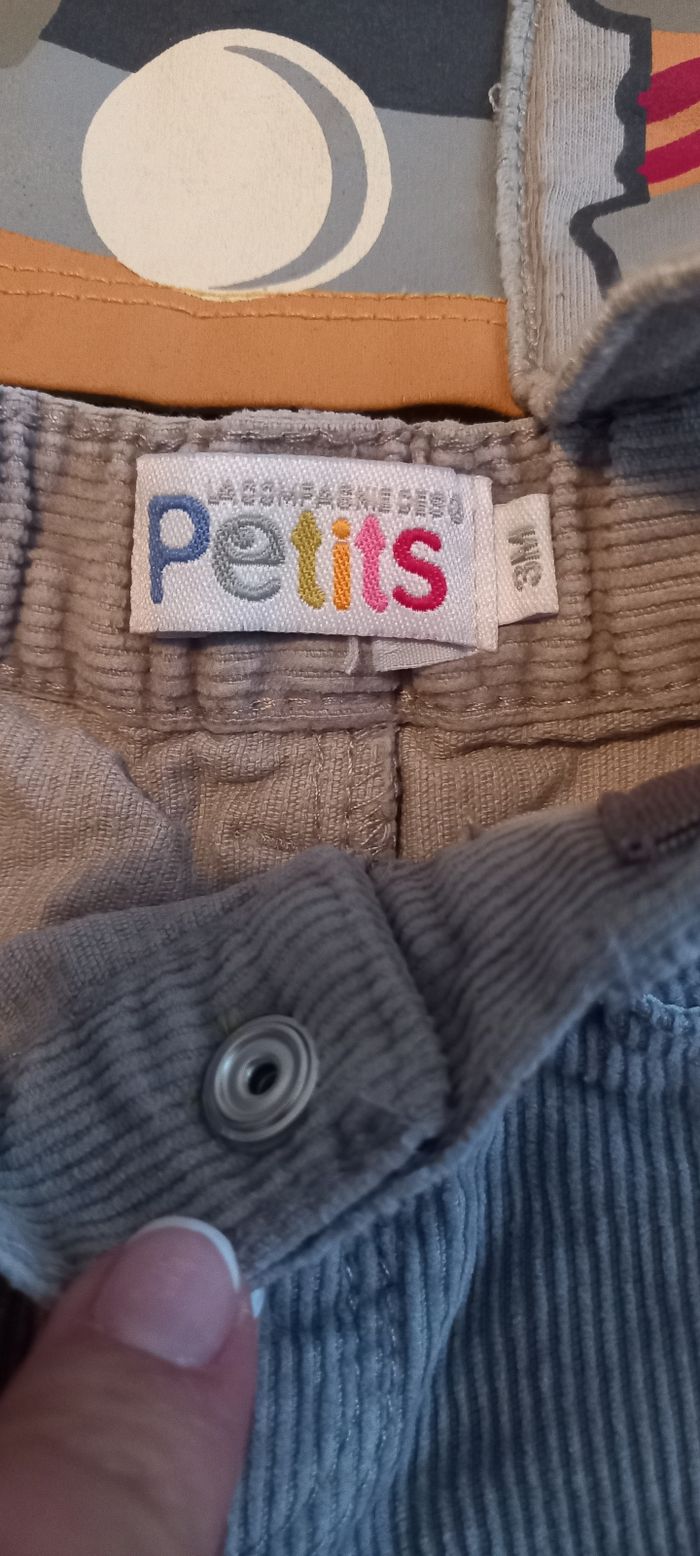 LA COMPAGNIE DES
Petits
3M